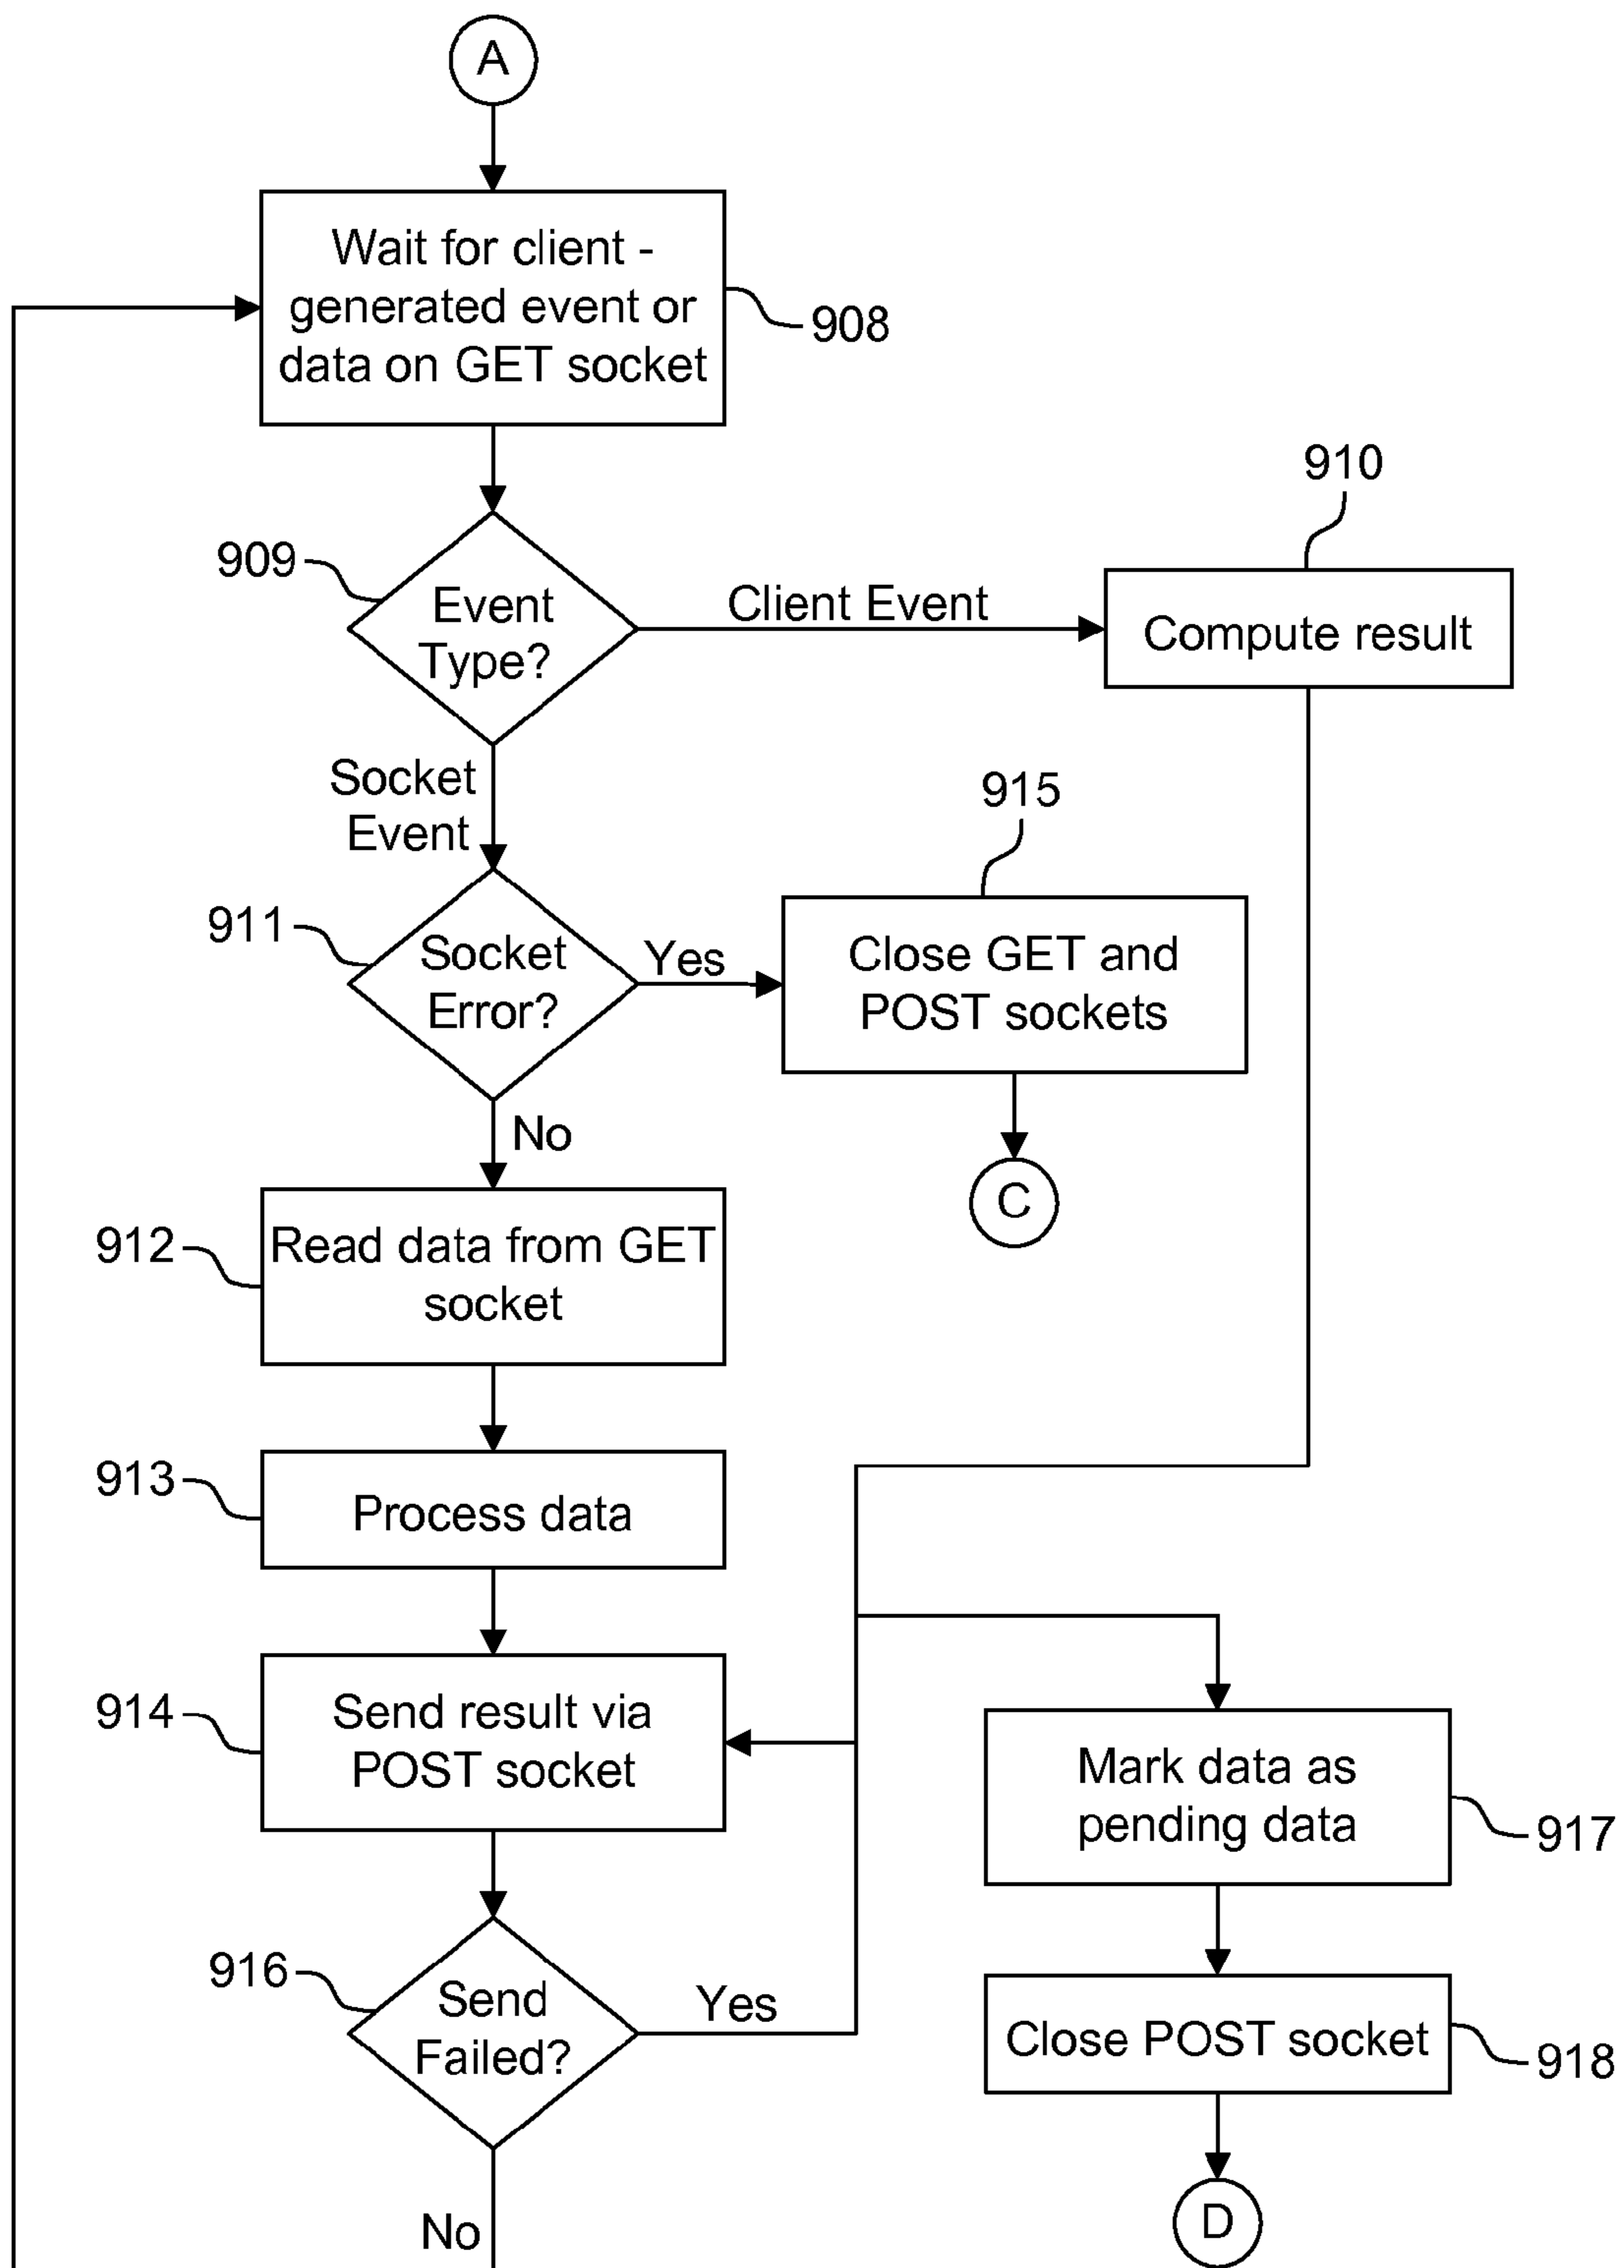 A
Wait for client -
generated event or
data on GET socket
908
910
909
Event
Type?
Client Event
Compute result
Socket
Event
915
911
Socket
Error?
Yes
Close GET and
POST sockets
No
C
912
Read data from GET
socket
913
Process data
914
Send result via
POST socket
Mark data as
pending data
917
916
Send
Failed?
Yes
Close POST socket
918
No
D